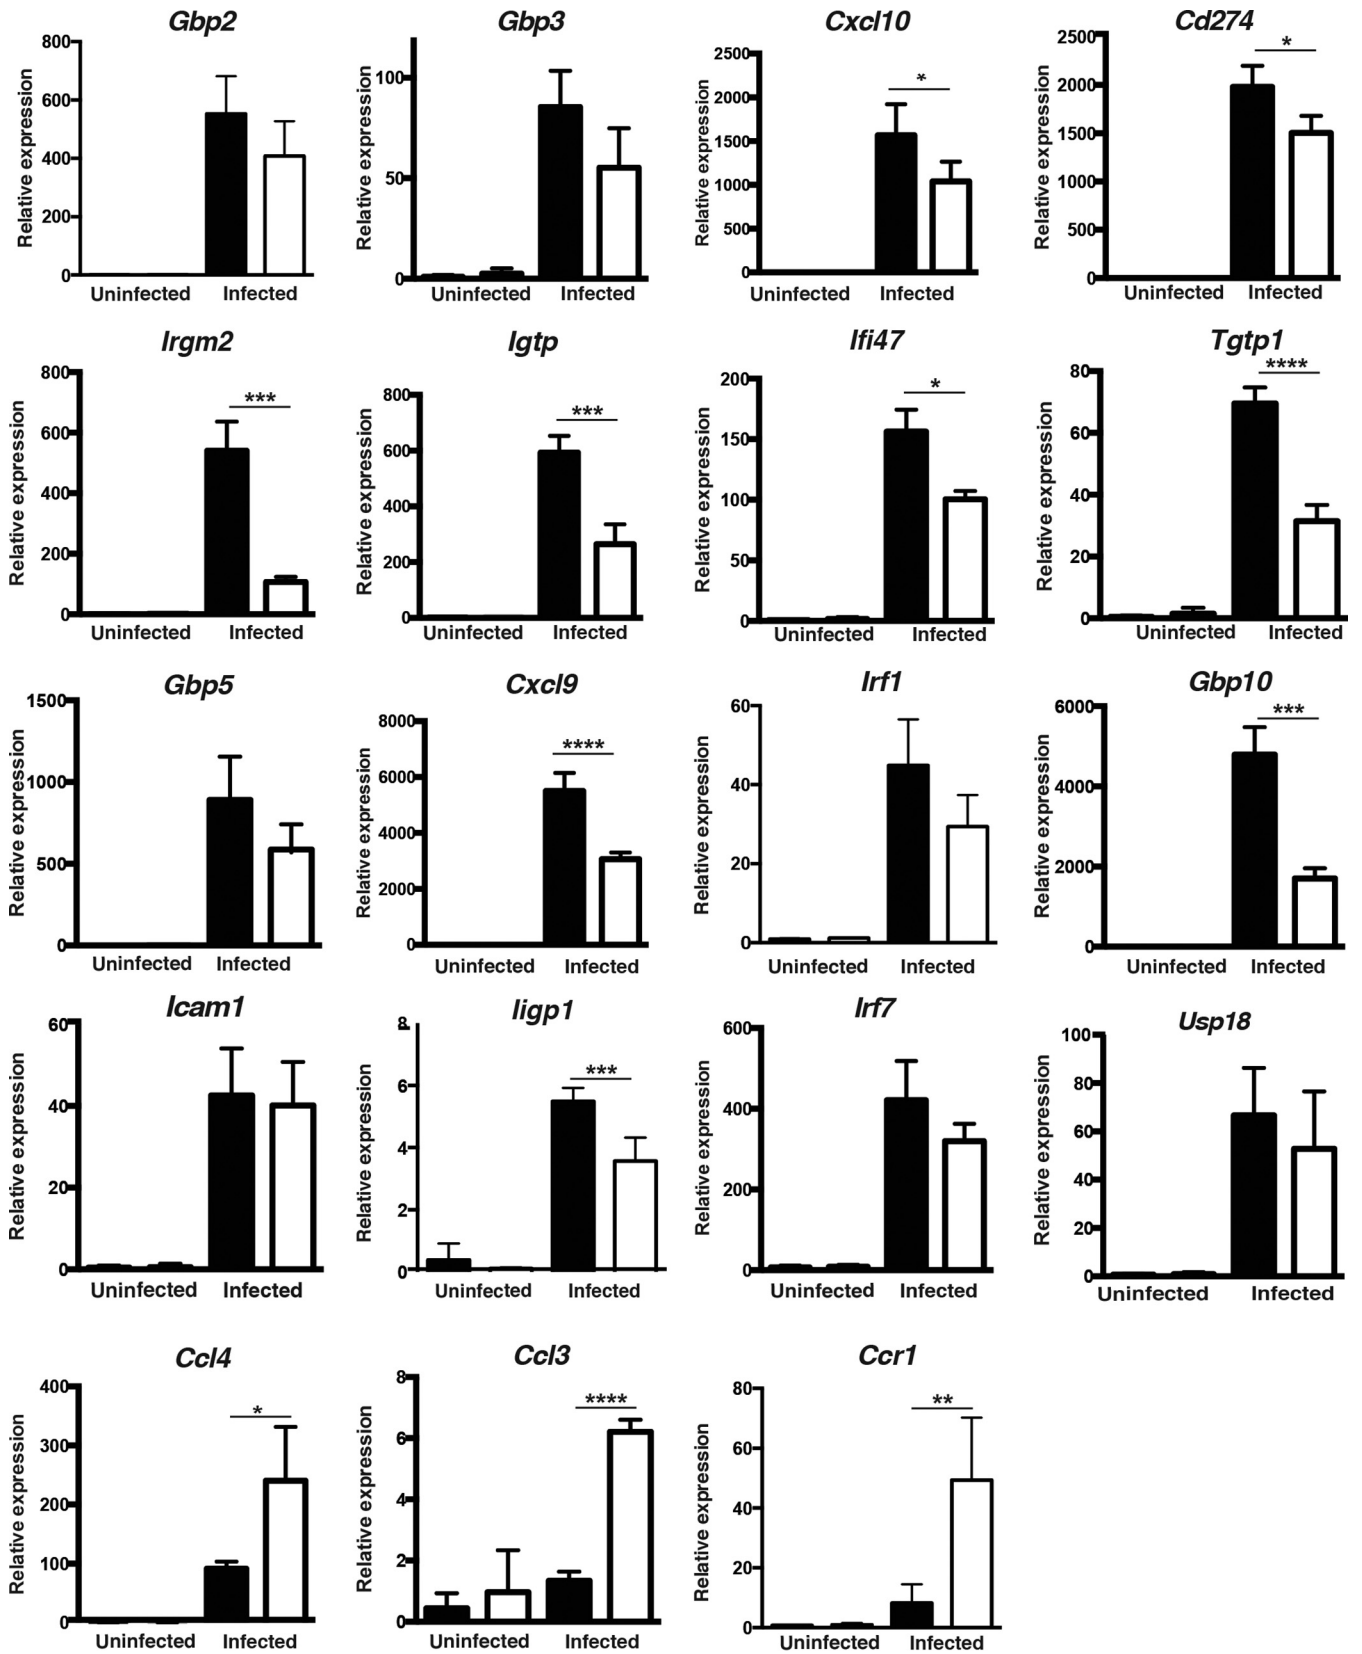 Gbp2
Gbp3
Cxcl10
Cd274
Relative expression
800
600
400
200
0
Uninfected
Infected
Relative expression
100
50
0
Uninfected
Infected
Relative expression
2500
2000
1500
1000
500
0
*
Uninfected
Infected
Relative expression
2500
2000
1500
1000
500
0
*
Uninfected
Infected
Irgm2
Igtp
Ifi47
Tgtp1
Relative expression
800
600
400
200
0
***
Uninfected
Infected
Relative expression
800
600
400
200
0
***
Uninfected
Infected
Relative expression
200
150
100
50
0
*
Uninfected
Infected
Relative expression
80
60
40
20
0
****
Uninfected
Infected
Gbp5
Cxcl9
Irf1
Gbp10
Relative expression
1500
1000
500
0
Uninfected
Infected
Relative expression
8000
6000
4000
2000
0
****
Uninfected
Infected
Relative expression
60
40
20
0
Uninfected
Infected
Relative expression
6000
4000
2000
0
***
Uninfected
Infected
Icam1
Iigp1
Irf7
Usp18
Relative expression
60
40
20
0
Uninfected
Infected
Relative expression
8
6
4
2
0
***
Uninfected
Infected
Relative expression
600
400
200
0
Uninfected
Infected
Relative expression
100
80
60
40
20
0
Uninfected
Infected
Ccl4
Ccl3
Ccr1
Relative expression
400
300
200
100
0
*
Uninfected
Infected
Relative expression
8
6
4
2
0
****
Uninfected
Infected
Relative expression
80
60
40
20
0
**
Uninfected
Infected